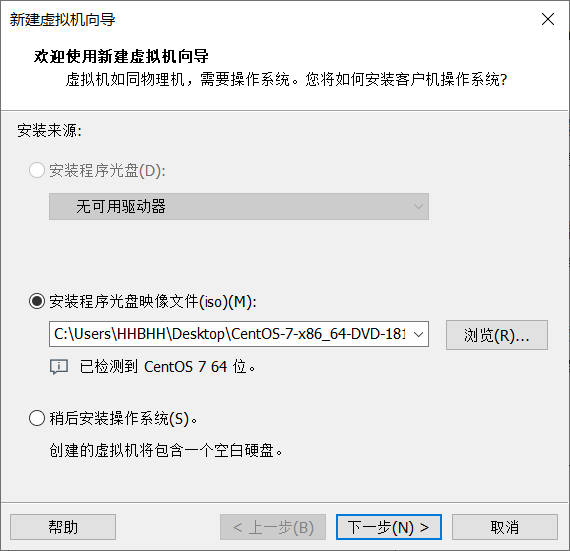 新建虚拟机向导
欢迎使用新建虚拟机向导
虚拟机如同物理机，需要操作系统。您将如何安装客户机操作系统?
安装来源:
安装程序光盘(D):
无可用驱动器
安装程序光盘映像文件(iso)(M):
C:\Users\HHBHH\Desktop\CentOS-7-x86_64-DVD-181
浏览(R)...
已检测到 CentOS 7 64 位。
稍后安装操作系统(S)。
创建的虚拟机将包含一个空白硬盘。
帮助
< 上一步(B)
下一步(N) >
取消